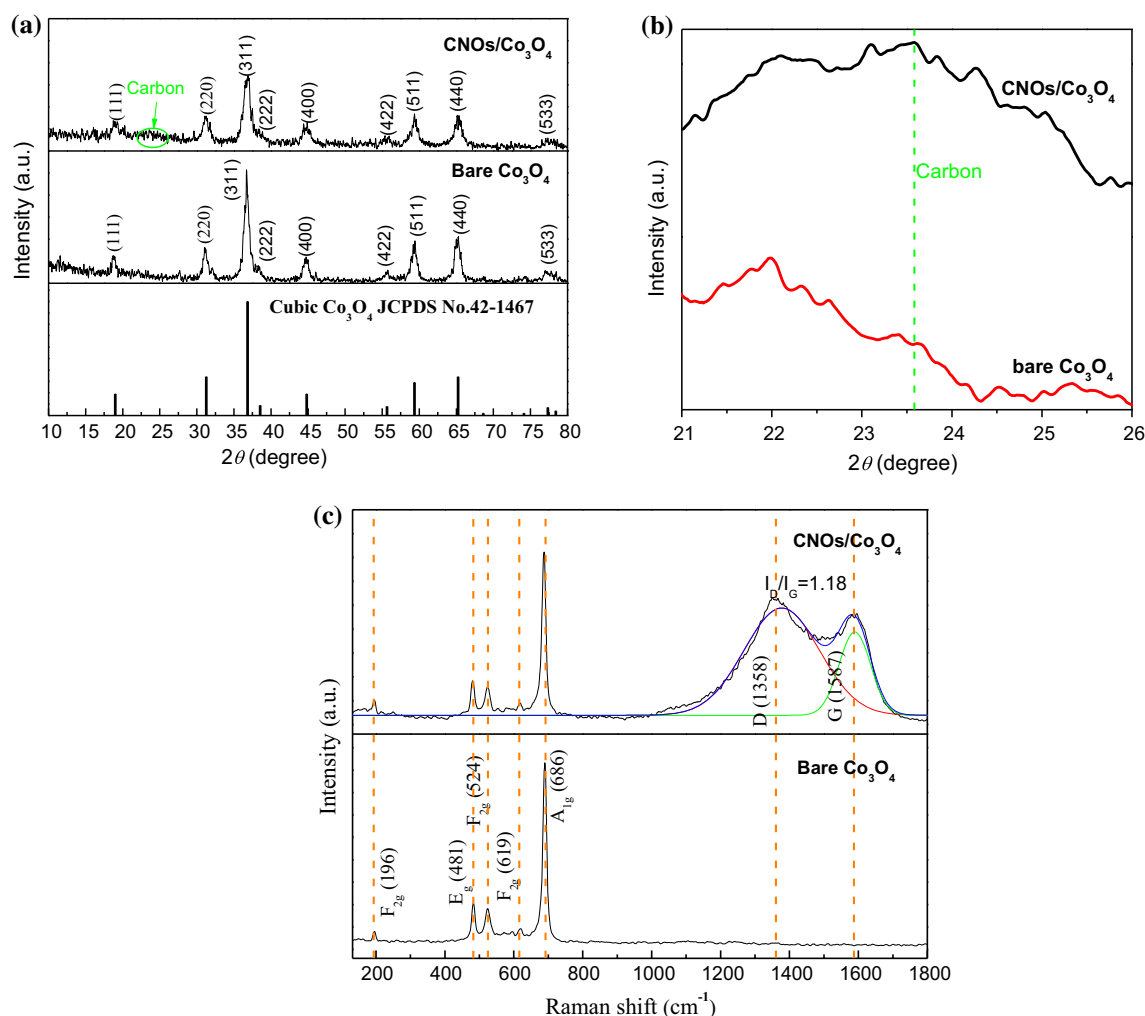 (a)
CNOs/Co3O4
Carbon
(111)
(220)
(311)
(222)
(400)
(422)
(511)
(440)
(533)
Bare Co3O4
(111)
(220)
(311)
(222)
(400)
(422)
(511)
(440)
(533)
Cubic Co3O4 JCPDS No.42-1467
Intensity (a.u.)
10 15 20 25 30 35 40 45 50 55 60 65 70 75 80
2θ (degree)
(b)
CNOs/Co3O4
Carbon
bare Co3O4
Intensity (a.u.)
21 22 23 24 25 26
2θ (degree)
(c)
CNOs/Co3O4
ID/IG=1.18
D (1358)
G (1587)
Bare Co3O4
F2g (196)
Eg (481)
F2g (524)
F2g (619)
A1g (686)
Intensity (a.u.)
200 400 600 800 1000 1200 1400 1600 1800
Raman shift (cm-1)